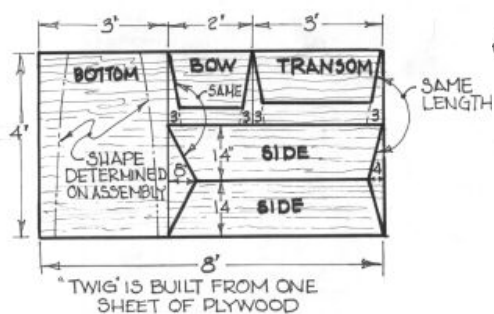 3' 2' 3'
BOTTOM BOW TRANSOM
SAME
SAME
LENGTH
3" 3" 3" 3"
4'
SHAPE
DETERMINED
ON ASSEMBLY
14" SIDE
4
14 SIDE
8'
"TWIG" IS BUILT FROM ONE
SHEET OF PLYWOOD